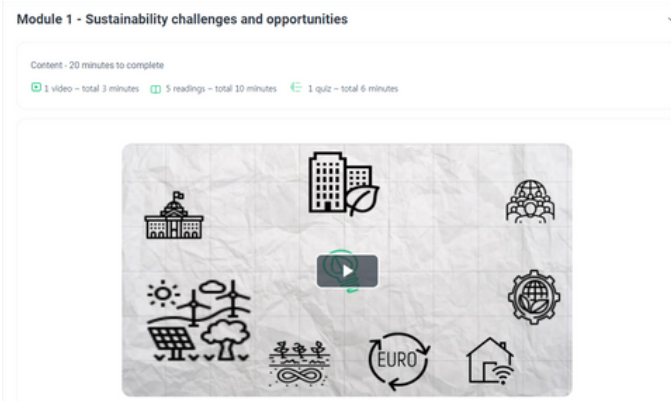 Module 1 - Sustainability challenges and opportunities
Content - 20 minutes to complete
1 video – total 3 minutes 5 readings – total 10 minutes 1 quiz – total 6 minutes
EURO